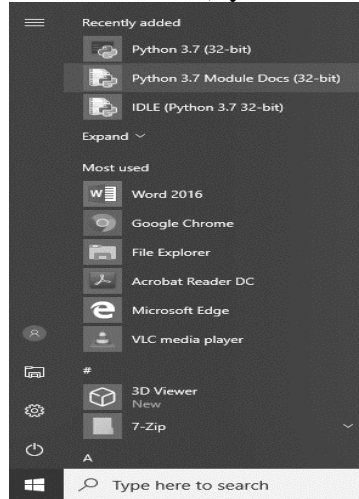 Recently added
Python 3.7 (32-bit)
Python 3.7 Module Docs (32-bit)
IDLE (Python 3.7 32-bit)
Expand
Most used
Word 2016
Google Chrome
File Explorer
Acrobat Reader DC
Microsoft Edge
VLC media player
#
3D Viewer
New
7-Zip
A
Type here to search